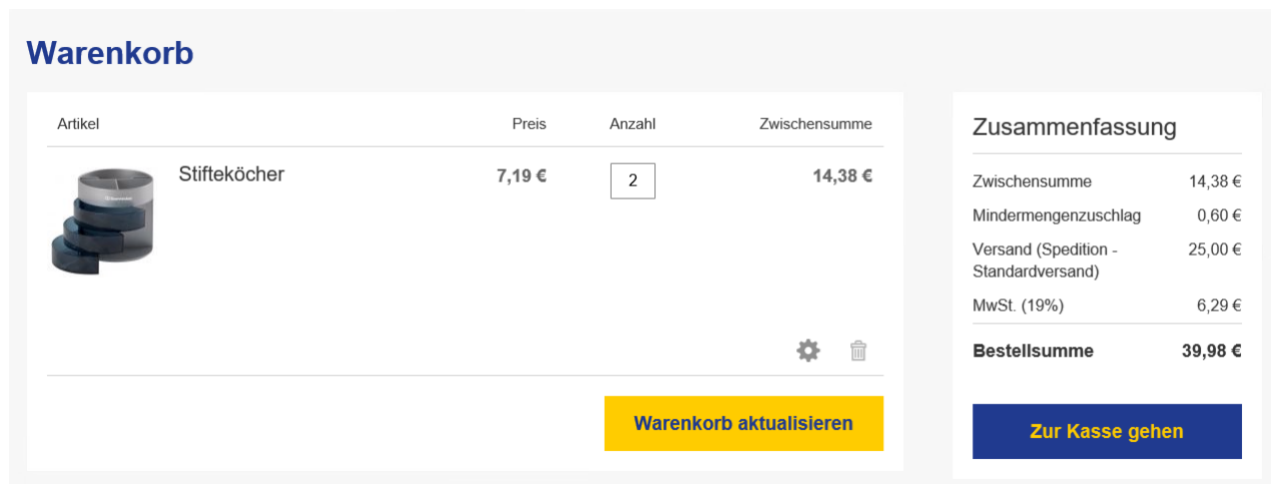 Warenkorb
Artikel Preis Anzahl Zwischensumme
Stifteköcher 7,19 € 2 14,38 €
Warenkorb aktualisieren
Zusammenfassung
Zwischensumme 14,38 €
Mindermengenzuschlag 0,60 €
Versand (Spedition - 25,00 €
Standardversand)
MwSt. (19%) 6,29 €
Bestellsumme 39,98 €
Zur Kasse gehen